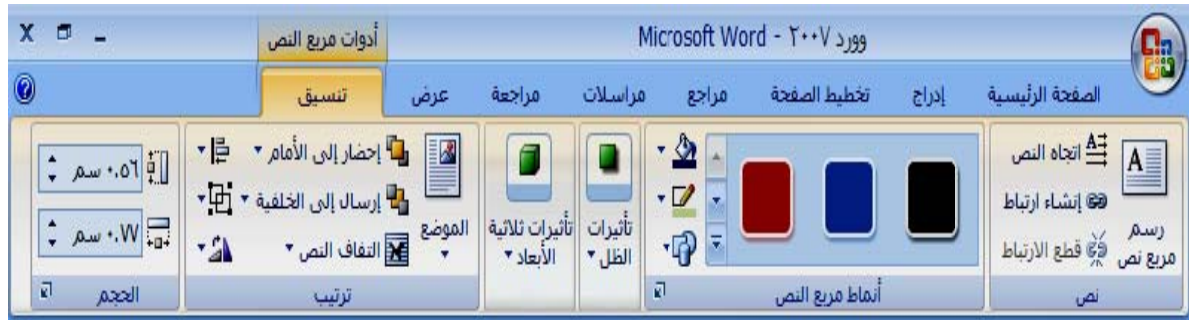 وورد ٢٠٠٧ - Microsoft Word
أدوات مربع النص
الصفحة الرئيسية
إدراج
تخطيط الصفحة
مراجع
مراسلات
مراجعة
عرض
تنسيق
رسم
مربع نص
اتجاه النص
إنشاء ارتباط
قطع الارتباط
نص
أنماط مربع النص
تأثيرات
الظل
تأثيرات ثلاثية
الأبعاد
الموضع
إحضار إلى الأمام
إرسال إلى الخلفية
التفاف النص
ترتيب
٠.٥٦ سم
٠.٧٧ سم
الحجم